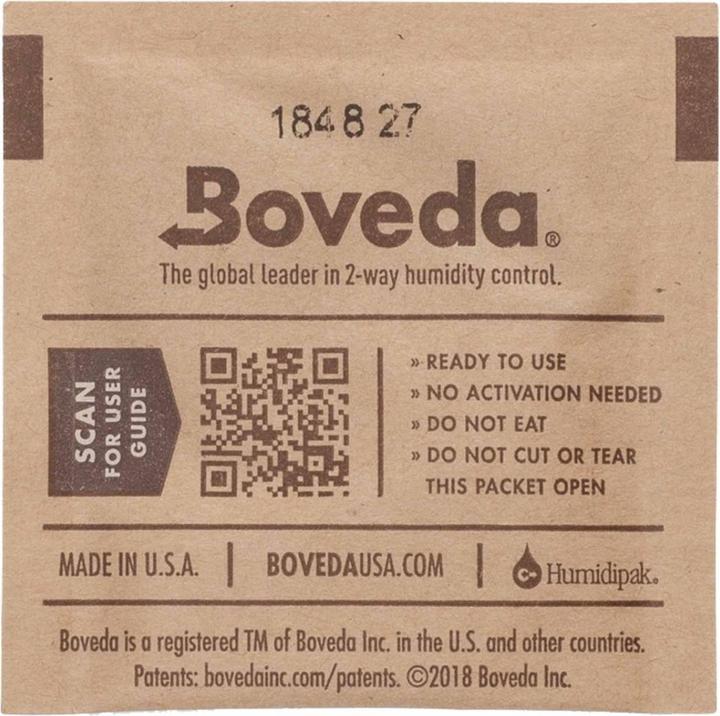 1848 27
Boveda®
The global leader in 2-way humidity control.
SCAN
FOR USER
GUIDE
» READY TO USE
» NO ACTIVATION NEEDED
» DO NOT EAT
» DO NOT CUT OR TEAR
THIS PACKET OPEN
MADE IN U.S.A. | BOVEDAUSA.COM | Humidipak®
Boveda is a registered TM of Boveda Inc. in the U.S. and other countries.
Patents: bovedainc.com/patents. ©2018 Boveda Inc.